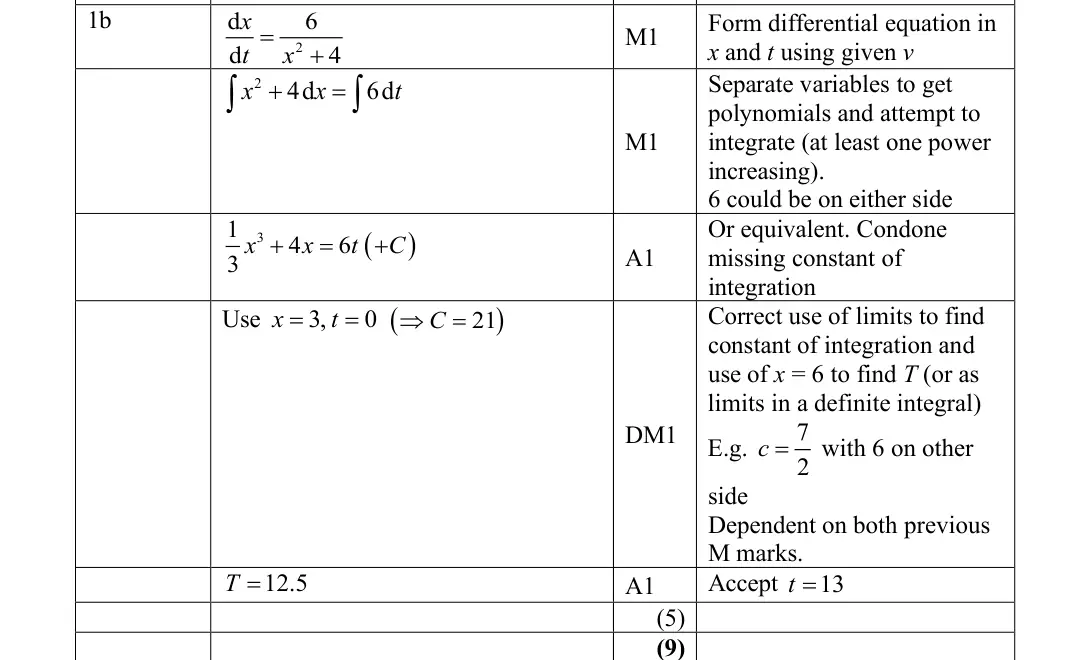 1b
dx/dt = 6/(x² + 4)
M1
Form differential equation in
x and t using given v
∫ x² + 4 dx = ∫ 6 dt
M1
Separate variables to get
polynomials and attempt to
integrate (at least one power
increasing).
6 could be on either side
1/3 x³ + 4x = 6t (+C)
A1
Or equivalent. Condone
missing constant of
integration
Use x = 3, t = 0 (⇒ C = 21)
DM1
Correct use of limits to find
constant of integration and
use of x = 6 to find T (or as
limits in a definite integral)
E.g. c = 7/2 with 6 on other
side
Dependent on both previous
M marks.
T = 12.5
A1
Accept t = 13
(5)
(9)